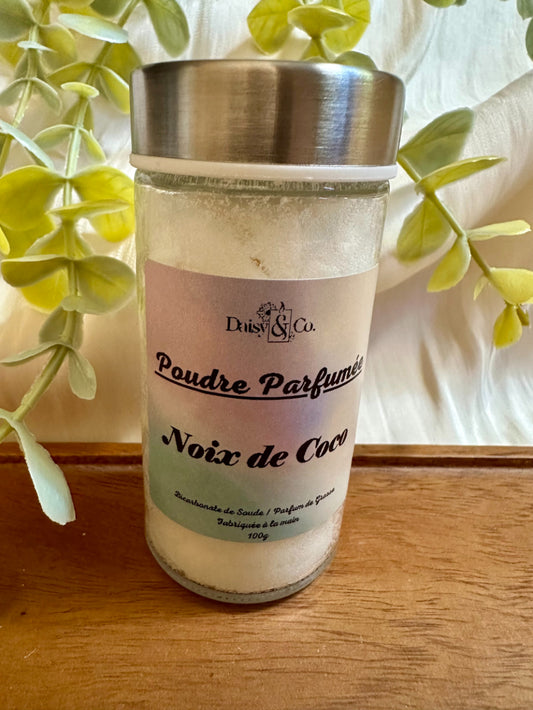 Daisy & Co.
Poudre Parfumée
Noix de Coco
Bicarbonate de Soude / Parfum de Grasse
Fabriquée à la main
100g